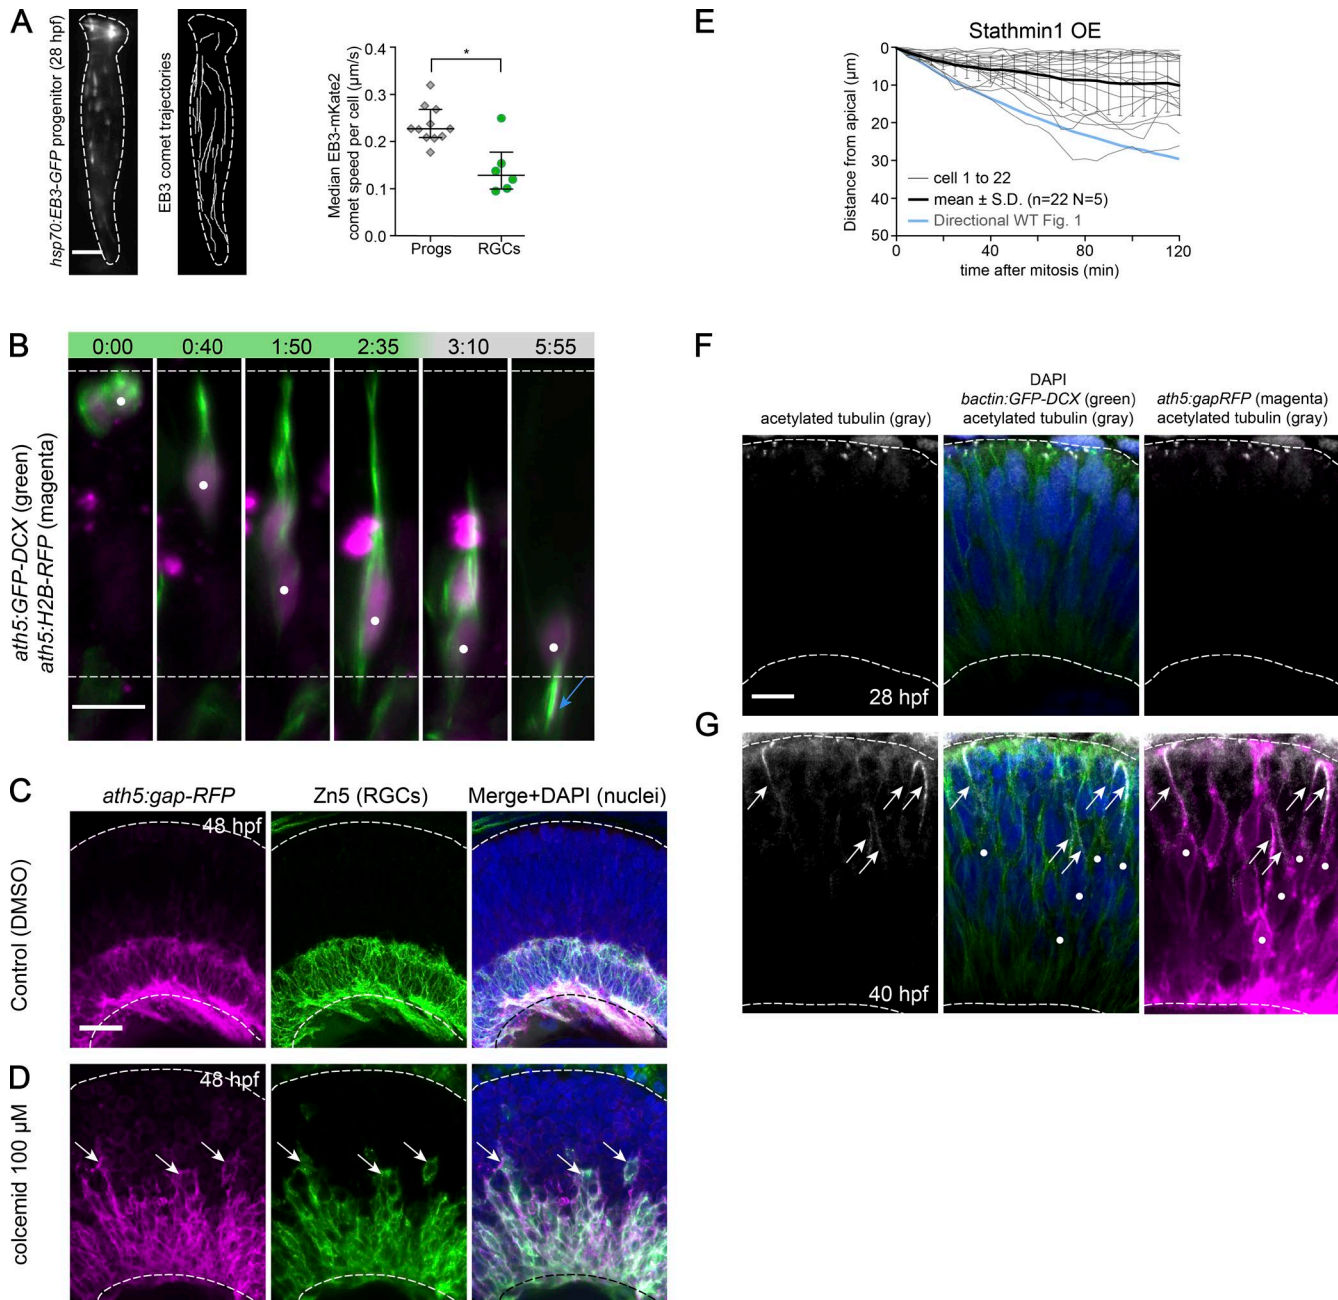 A
hsp70:EB3-GFP progenitor (28 hpf)
EB3 comet trajectories
Median EB3-mKate2
comet speed per cell (µm/s)
0.4
0.3
0.2
0.1
0.0
*
Progs
RGCs
E
Stathmin1 OE
Distance from apical (µm)
0
10
20
30
40
50
cell 1 to 22
mean ± S.D. (n=22 N=5)
Directional WT Fig. 1
0
40
80
120
time after mitosis (min)
B
0:00
0:40
1:50
2:35
3:10
5:55
ath5:GFP-DCX (green)
ath5:H2B-RFP (magenta)
C
ath5:gap-RFP
Zn5 (RGCs)
Merge+DAPI (nuclei)
Control (DMSO)
48 hpf
D
colcemid 100 µM
48 hpf
F
acetylated tubulin (gray)
DAPI
bactin:GFP-DCX (green)
acetylated tubulin (gray)
ath5:gapRFP (magenta)
acetylated tubulin (gray)
28 hpf
G
40 hpf